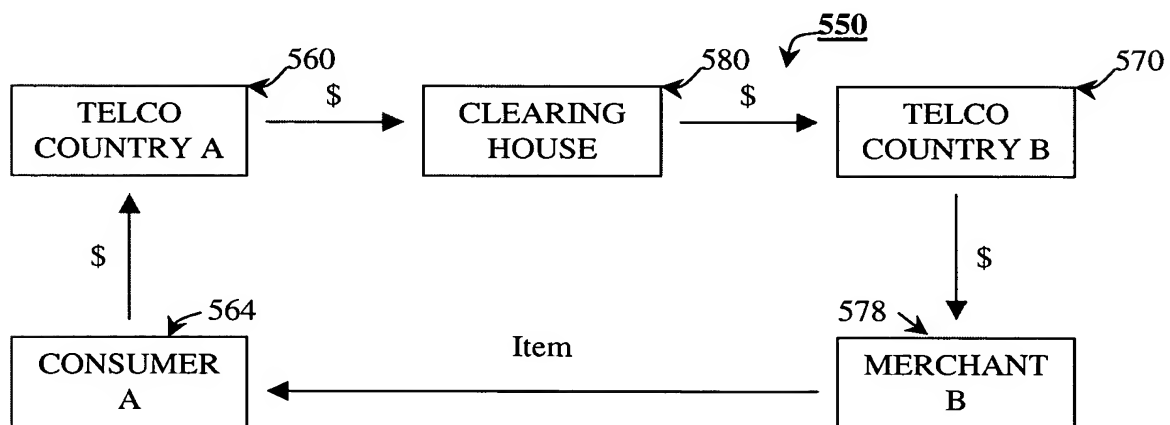 550
560
580
570
TELCO
COUNTRY A
$
CLEARING
HOUSE
$
TELCO
COUNTRY B
$
$
564
578
CONSUMER
A
Item
MERCHANT
B